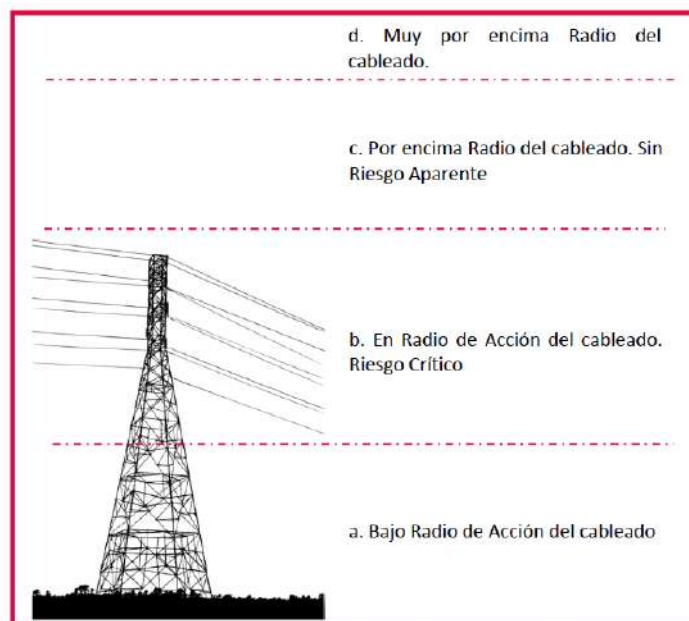 d. Muy por encima Radio del
cableado.
c. Por encima Radio del cableado. Sin
Riesgo Aparente
b. En Radio de Acción del cableado.
Riesgo Crítico
a. Bajo Radio de Acción del cableado